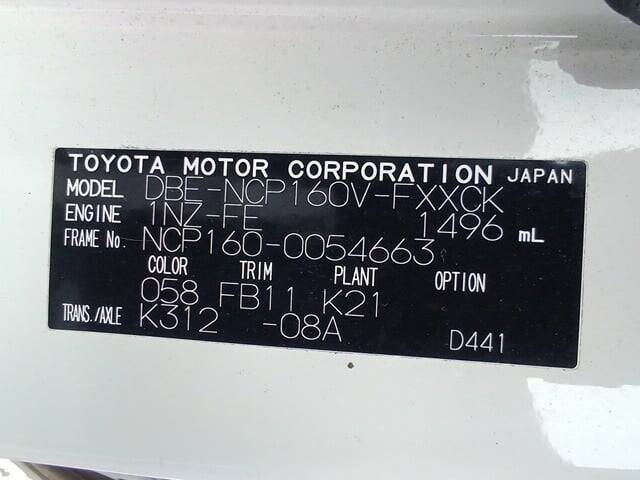 TOYOTA MOTOR CORPORATION JAPAN
MODEL DBE-NCP160V-FXXCK
ENGINE 1NZ-FE 1496 mL
FRAME No. NCP160-0054663
COLOR TRIM PLANT OPTION
058 FB11 K21
TRANS./AXLE K312 -08A
D441